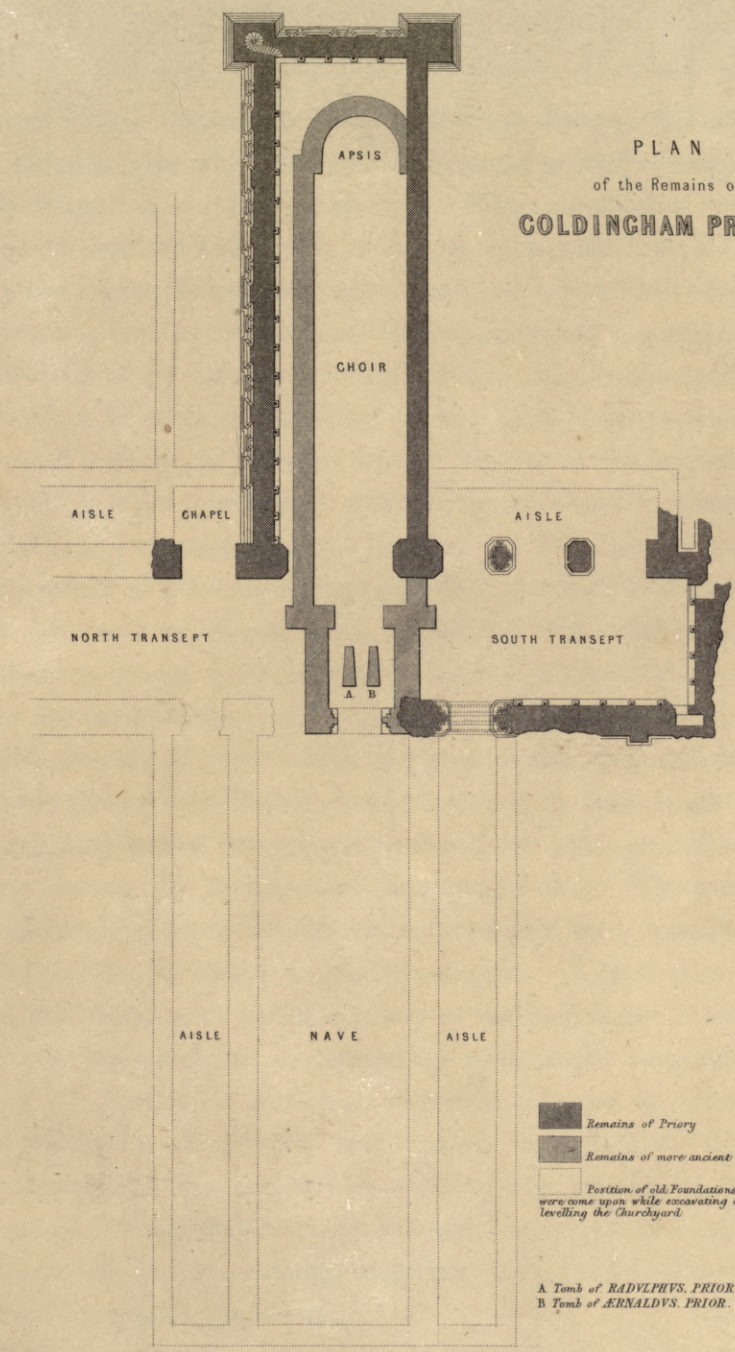 PLAN
of the Remains o
COLDINGHAM PR
APSIS
CHOIR
AISLE
CHAPEL
AISLE
NORTH TRANSEPT
SOUTH TRANSEPT
A B
AISLE
NAVE
AISLE
Remains of Priory
Remains of more ancient
Position of old Foundations
were come upon while excavating
levelling the Churchyard
A Tomb of RADVLPHVS. PRIOR
B Tomb of ÆRNALDVS. PRIOR.